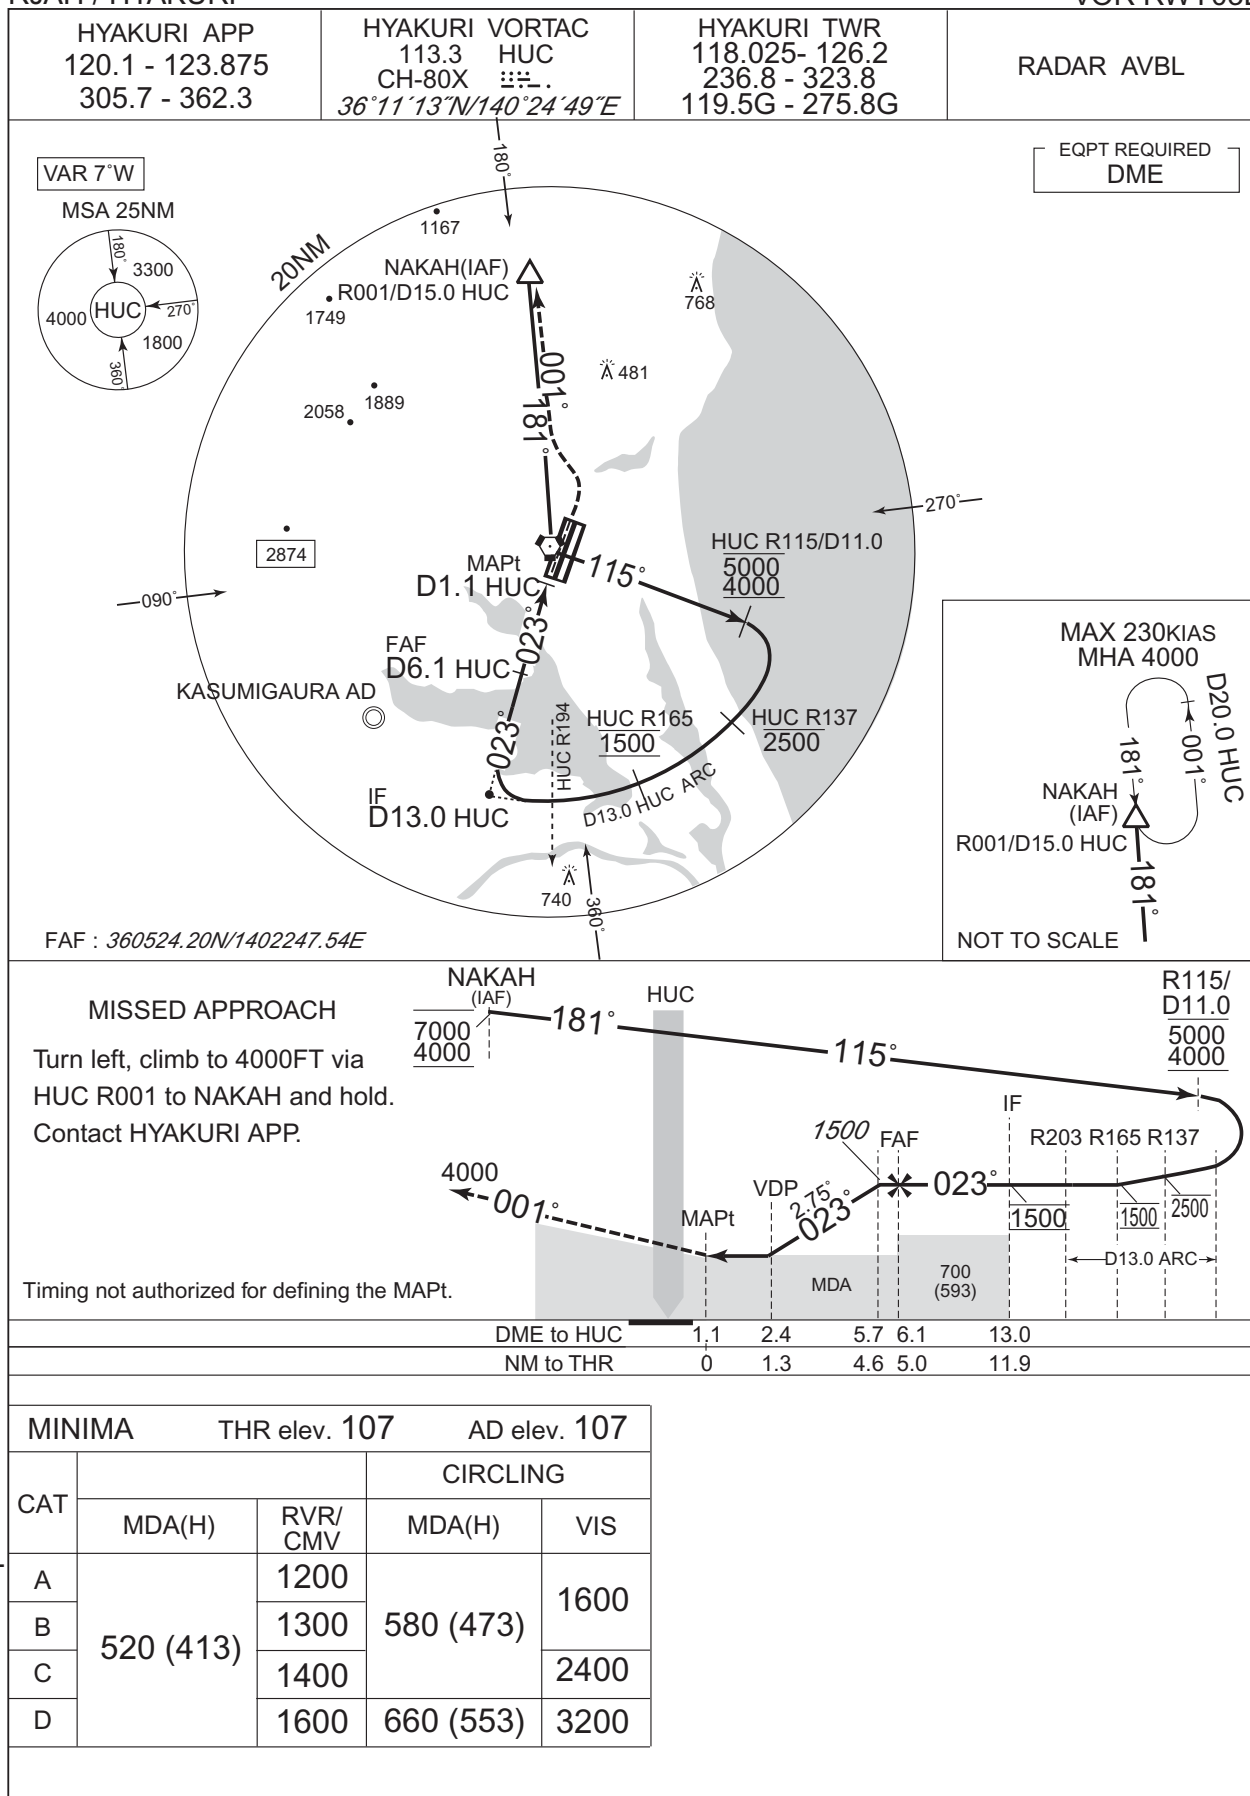 HYAKURI APP
120.1 - 123.875
305.7 - 362.3
HYAKURI VORTAC
113.3 HUC
CH-80X
36°11´13˝N/140°24´49˝E
HYAKURI TWR
118.025- 126.2
236.8 - 323.8
119.5G - 275.8G
RADAR AVBL
VAR 7°W
MSA 25NM
180°
3300
4000
HUC
270°
1800
360°
EQPT REQUIRED
DME
180°
20NM
1167
NAKAH(IAF)
R001/D15.0 HUC
768
1749
001°
481
181°
1889
2058
270°
2874
HUC R115/D11.0
5000
4000
115°
MAPt
D1.1 HUC
090°
023°
FAF
D6.1 HUC
KASUMIGAURA AD
HUC R194
HUC R165
1500
HUC R137
2500
023°
IF
D13.0 HUC
D13.0 HUC ARC
740
360°
FAF : 360524.20N/1402247.54E
MAX 230KIAS
MHA 4000
D20.0 HUC
181°
001°
NAKAH
(IAF)
R001/D15.0 HUC
181°
NOT TO SCALE
MISSED APPROACH
Turn left, climb to 4000FT via
HUC R001 to NAKAH and hold.
Contact HYAKURI APP.
NAKAH
(IAF)
7000
4000
181°
HUC
115°
R115/
D11.0
5000
4000
IF
1500
FAF
R203 R165 R137
4000
001°
VDP
2.75°
023°
023°
MAPt
1500
1500
2500
D13.0 ARC
MDA
700
(593)
Timing not authorized for defining the MAPt.
DME to HUC 1.1 2.4 5.7 6.1 13.0
NM to THR 0 1.3 4.6 5.0 11.9
MINIMA THR elev. 107 AD elev. 107
CAT
CIRCLING
MDA(H)
RVR/
CMV
MDA(H)
VIS
A
1200
1600
B
520 (413)
1300
580 (473)
C
1400
2400
D
1600
660 (553)
3200